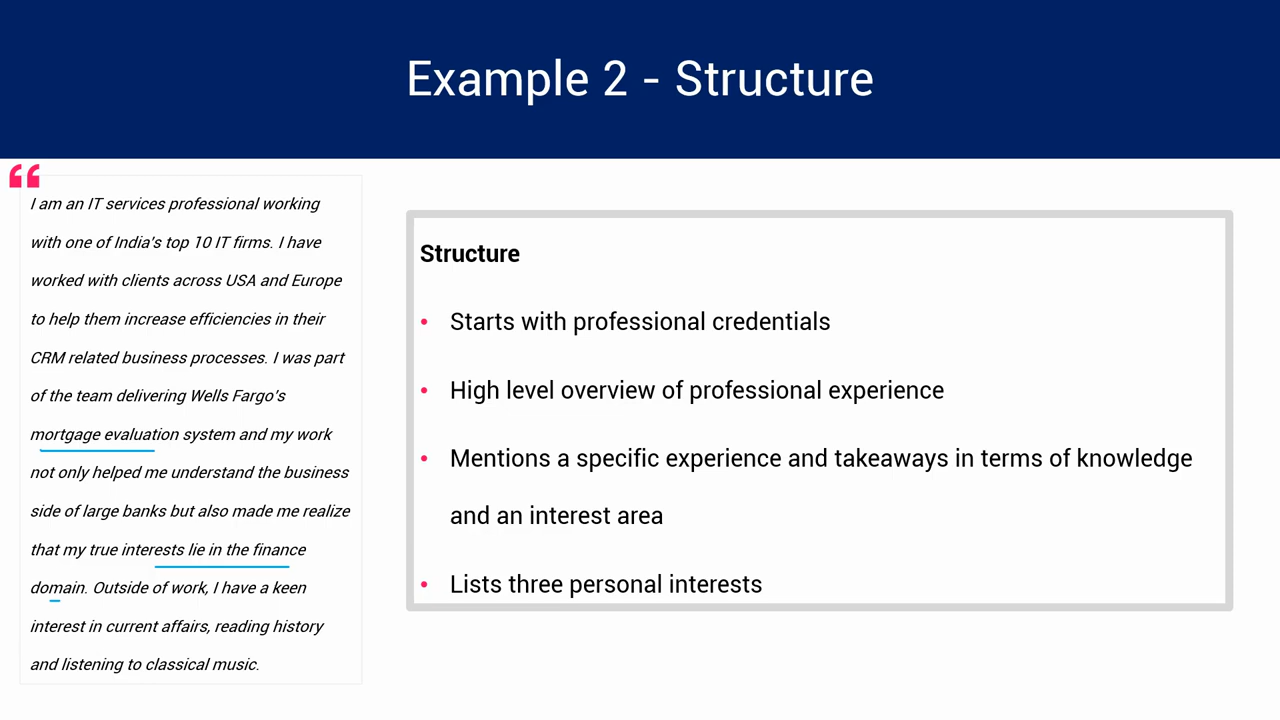 Example 2 - Structure
I am an IT services professional working
with one of India's top 10 IT firms. I have
worked with clients across USA and Europe
to help them increase efficiencies in their
CRM related business processes. I was part
of the team delivering Wells Fargo's
mortgage evaluation system and my work
not only helped me understand the business
side of large banks but also made me realize
that my true interests lie in the finance
domain. Outside of work, I have a keen
interest in current affairs, reading history
and listening to classical music.
Structure
• Starts with professional credentials
• High level overview of professional experience
• Mentions a specific experience and takeaways in terms of knowledge
and an interest area
• Lists three personal interests